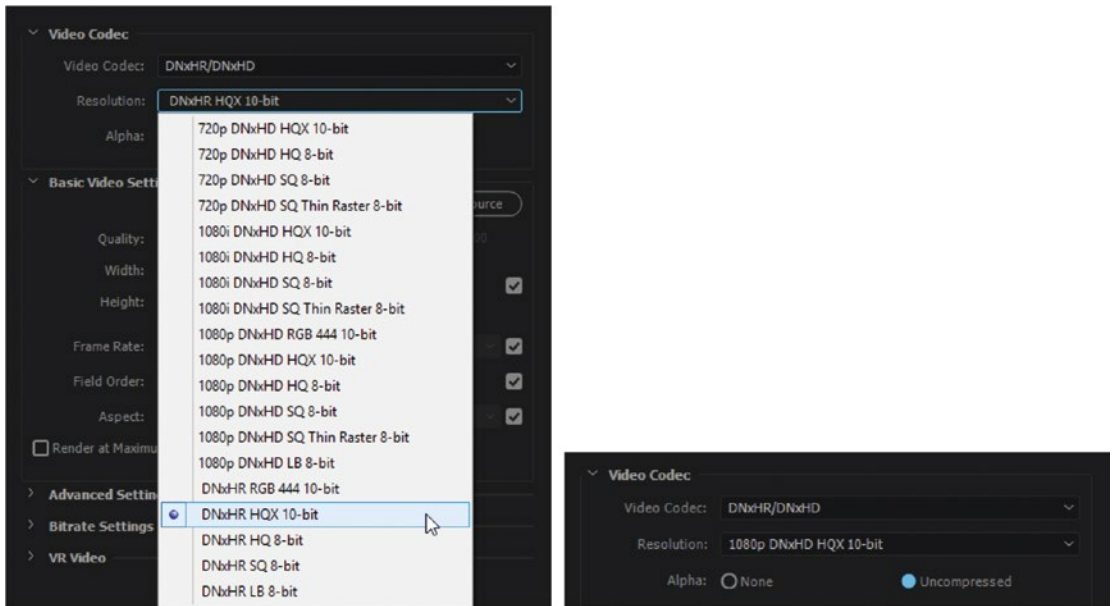 Video Codec
Video Codec: DNxHR/DNxHD
Resolution: DNxHR HQX 10-bit
Alpha:
720p DNxHD HQX 10-bit
720p DNxHD HQ 8-bit
720p DNxHD SQ 8-bit
720p DNxHD SQ Thin Raster 8-bit
1080i DNxHD HQX 10-bit
1080i DNxHD HQ 8-bit
1080i DNxHD SQ 8-bit
1080i DNxHD SQ Thin Raster 8-bit
1080p DNxHD RGB 444 10-bit
1080p DNxHD HQX 10-bit
1080p DNxHD HQ 8-bit
1080p DNxHD SQ 8-bit
1080p DNxHD SQ Thin Raster 8-bit
1080p DNxHD LB 8-bit
DNxHR RGB 444 10-bit
DNxHR HQX 10-bit
DNxHR HQ 8-bit
DNxHR SQ 8-bit
DNxHR LB 8-bit
Basic Video Setti
ource
Quality:
Width:
Height:
Frame Rate:
Field Order:
Aspect:
Render at Maximu
Advanced Settin
Bitrate Settings
VR Video
Video Codec
Video Codec: DNxHR/DNxHD
Resolution: 1080p DNxHD HQX 10-bit
Alpha: None Uncompressed